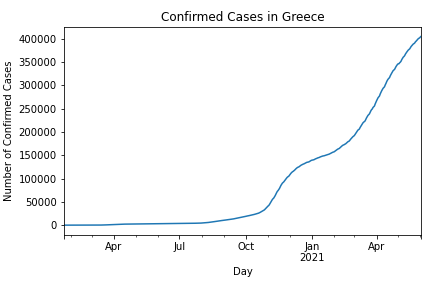 Confirmed Cases in Greece
Number of Confirmed Cases
400000
350000
300000
250000
200000
150000
100000
50000
0
Apr
Jul
Oct
Jan
2021
Apr
Day